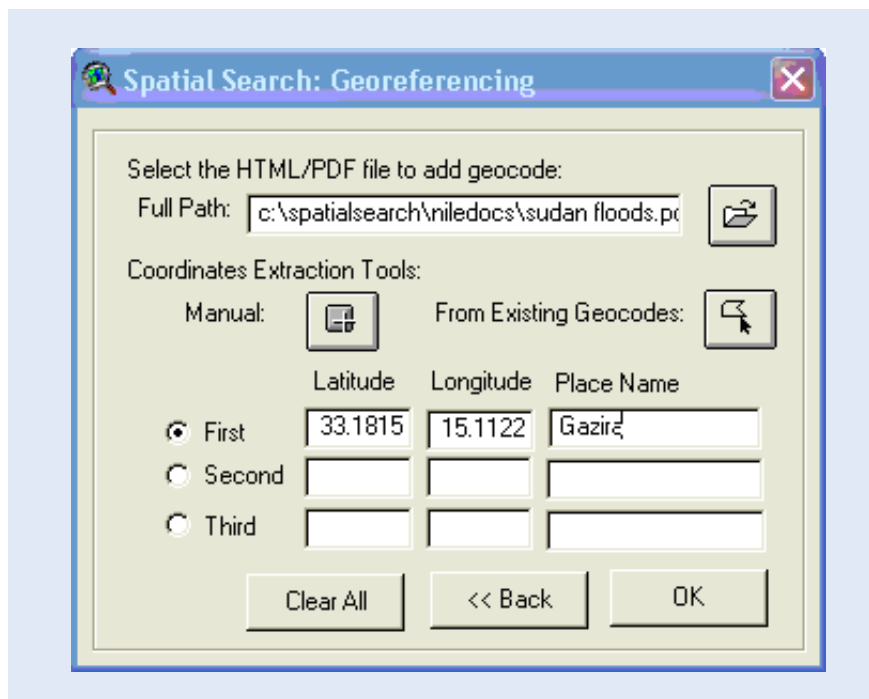 Spatial Search: Georeferencing
Select the HTML/PDF file to add geocode:
Full Path: c:\spatialsearch\niledocs\sudan floods.pd
Coordinates Extraction Tools:
Manual: From Existing Geocodes:
Latitude Longitude Place Name
First 33.1815 15.1122 Gazira
Second
Third
Clear All << Back OK